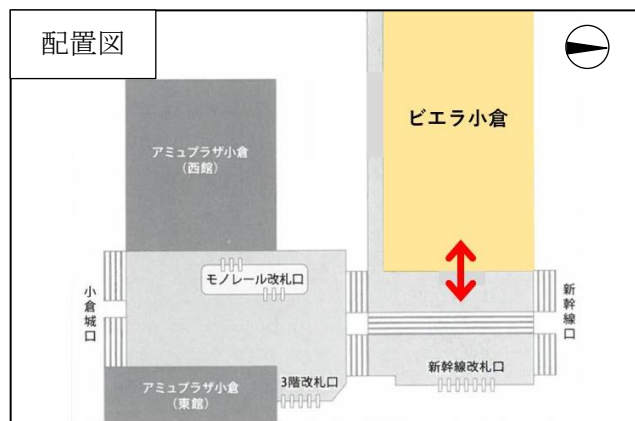 配置図
ビエラ小倉
アミュプラザ小倉
(西館)
モノレール改札口
小倉城口
新幹線口
3階改札口
新幹線改札口
アミュプラザ小倉
(東館)